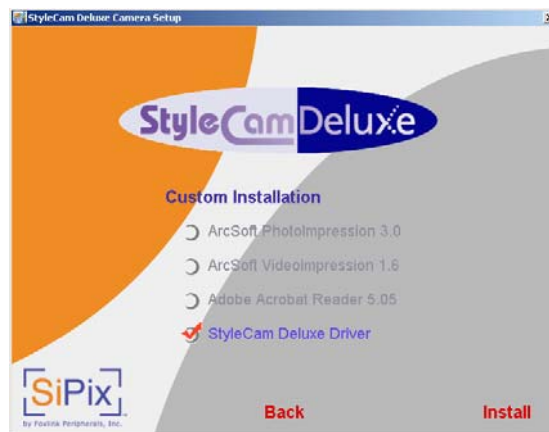 StyleCam Deluxe Camera Setup
StyleCamDeluxe
Custom Installation
ArcSoft PhotoImpression 3.0
ArcSoft VideoImpression 1.6
Adobe Acrobat Reader 5.05
StyleCam Deluxe Driver
SiPix
by Foxlink Peripherals, Inc.
Back
Install